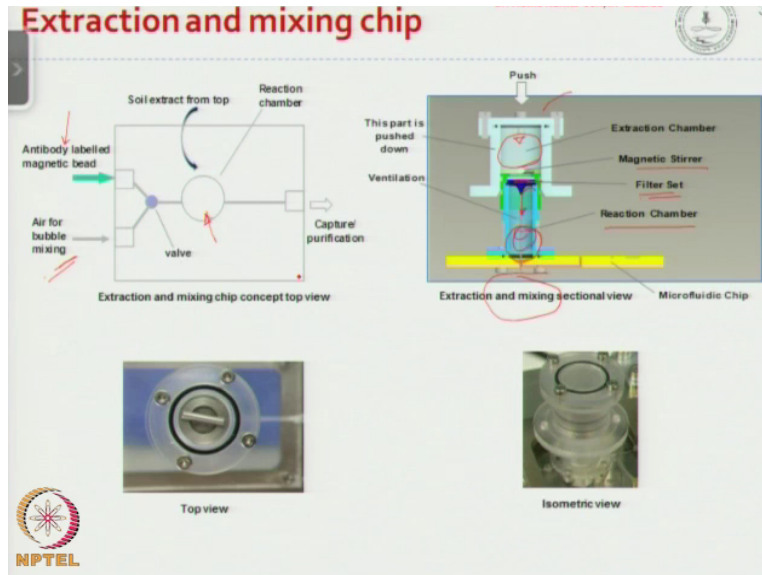 Extraction and mixing chip
Soil extract from top
Reaction
chamber
Antibody labelled
magnetic bead
Air for
bubble
mixing
valve
Capture/
purification
Extraction and mixing chip concept top view
Push
This part is
pushed
down
Ventilation
Extraction Chamber
Magnetic Stirrer
Filter Set
Reaction Chamber
Microfluidic Chip
Extraction and mixing sectional view
Top view
Isometric view
NPTEL